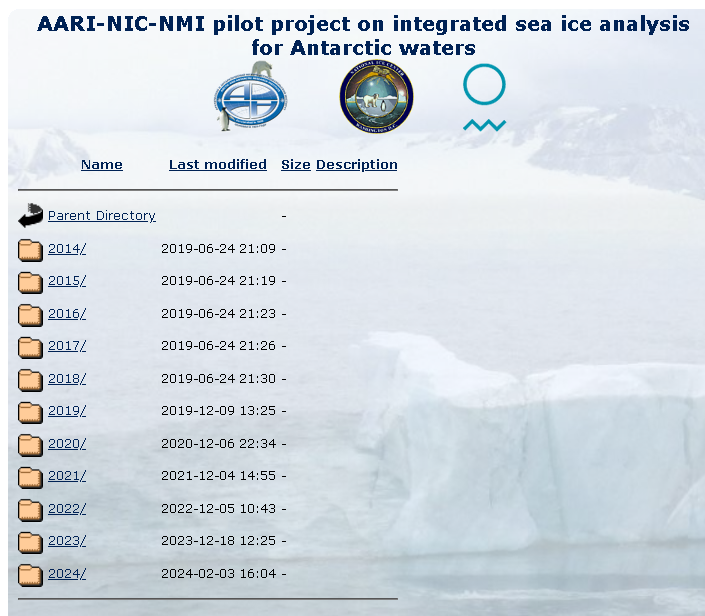 AARI-NIC-NMI pilot project on integrated sea ice analysis
for Antarctic waters
Name Last modified Size Description
Parent Directory -
2014/ 2019-06-24 21:09 -
2015/ 2019-06-24 21:19 -
2016/ 2019-06-24 21:23 -
2017/ 2019-06-24 21:26 -
2018/ 2019-06-24 21:30 -
2019/ 2019-12-09 13:25 -
2020/ 2020-12-06 22:34 -
2021/ 2021-12-04 14:55 -
2022/ 2022-12-05 10:43 -
2023/ 2023-12-18 12:25 -
2024/ 2024-02-03 16:04 -